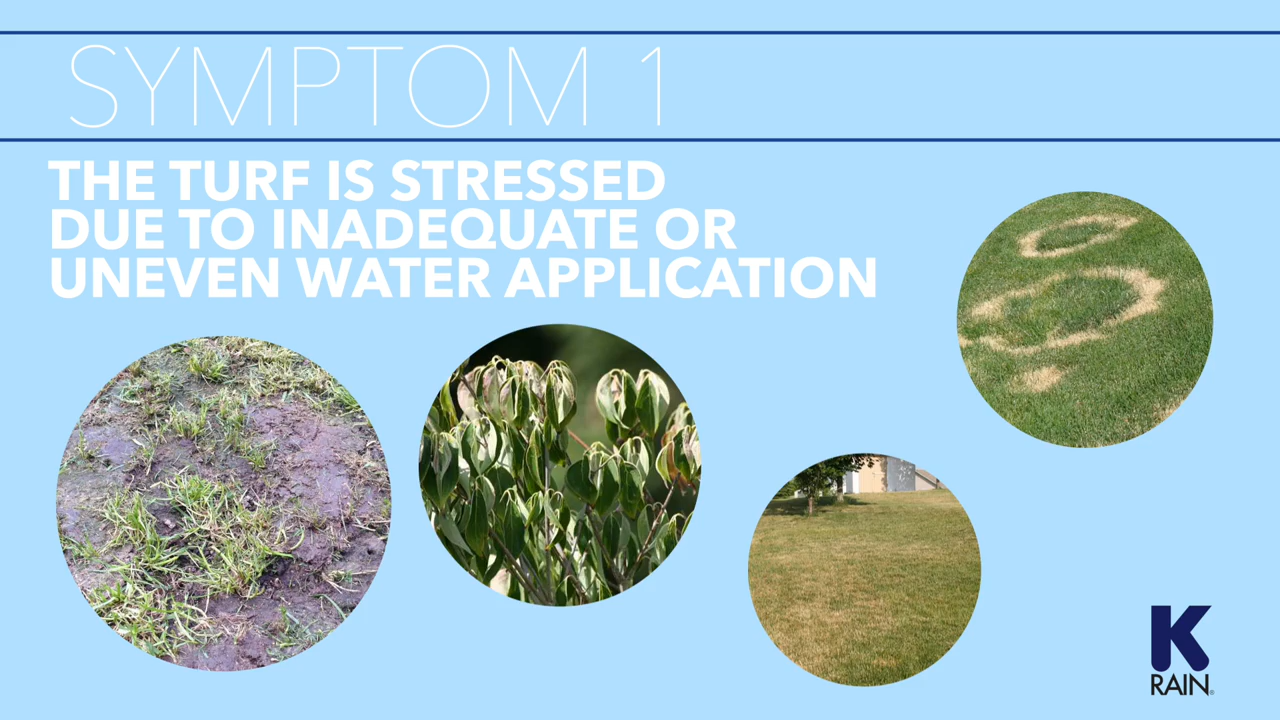 SYMPTOM 1
THE TURF IS STRESSED
DUE TO INADEQUATE OR
UNEVEN WATER APPLICATION
K
RAIN®